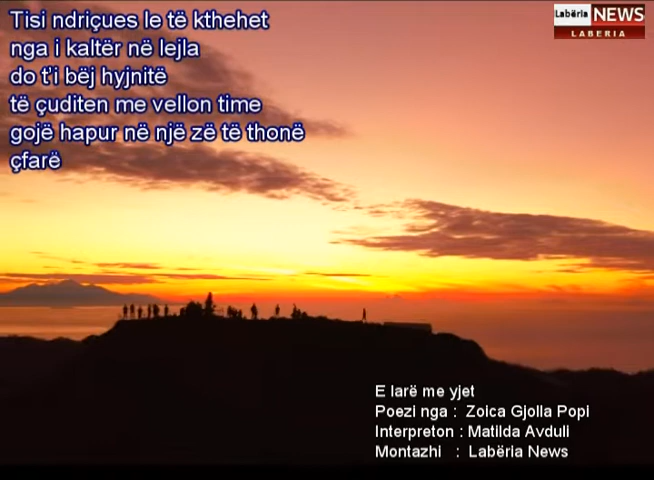 Tisi ndriçues le të kthehet
nga i kaltër në lejla
do t'i bëj hyjnitë
të çuditen me vellon time
gojë hapur në një zë të thonë
çfarë
Labëria NEWS
LABERIA
E larë me yjet
Poezi nga : Zoica Gjolla Popi
Interpreton : Matilda Avduli
Montazhi : Labëria News